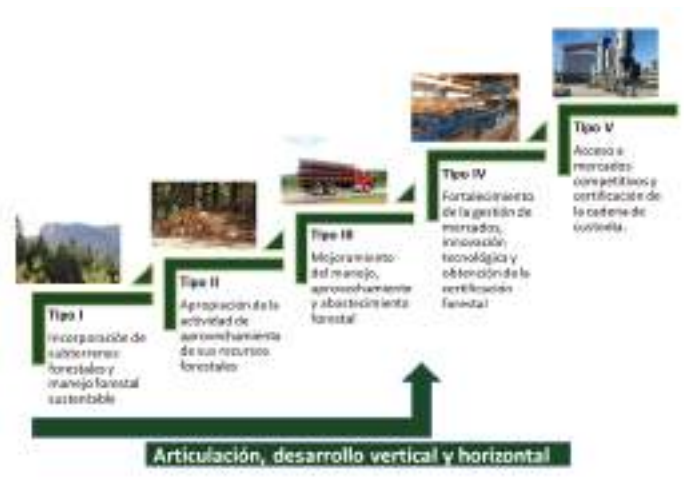 Tipo V
Acceso a
mercados
competitivos y
certificación de
la cadena de
custodia.
Tipo IV
Fortalecimiento
de la gestión de
mercados,
innovación
tecnológica y
obtención de la
certificación
forestal
Tipo III
Mejoramiento
del manejo,
aprovechamiento
y abastecimiento
forestal
Tipo II
Apropiación de la
actividad de
aprovechamiento
de sus recursos
forestales
Tipo I
Incorporación de
subterrenos
forestales y
manejo forestal
sustentable
Articulación, desarrollo vertical y horizontal